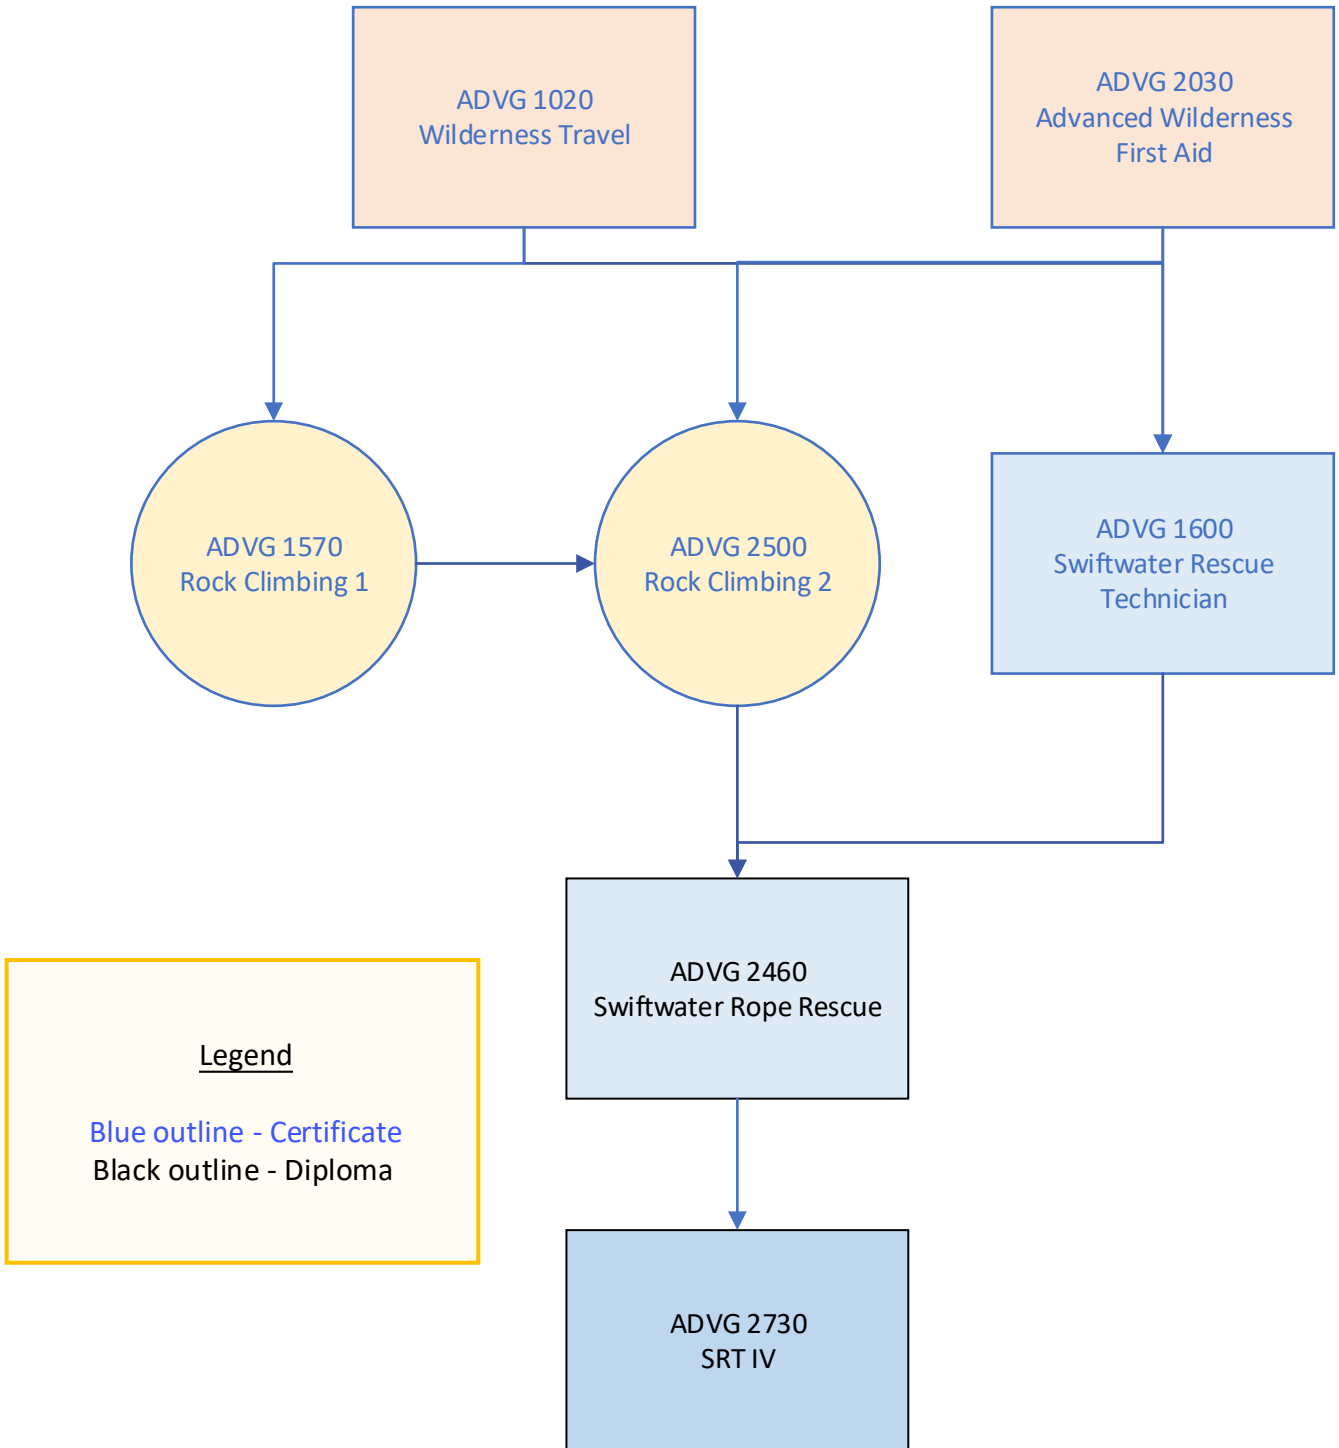 ADVG 1020
Wilderness Travel
ADVG 2030
Advanced Wilderness
First Aid
ADVG 1570
Rock Climbing 1
ADVG 2500
Rock Climbing 2
ADVG 1600
Swiftwater Rescue
Technician
ADVG 2460
Swiftwater Rope Rescue
Legend
Blue outline - Certificate
Black outline - Diploma
ADVG 2730
SRT IV